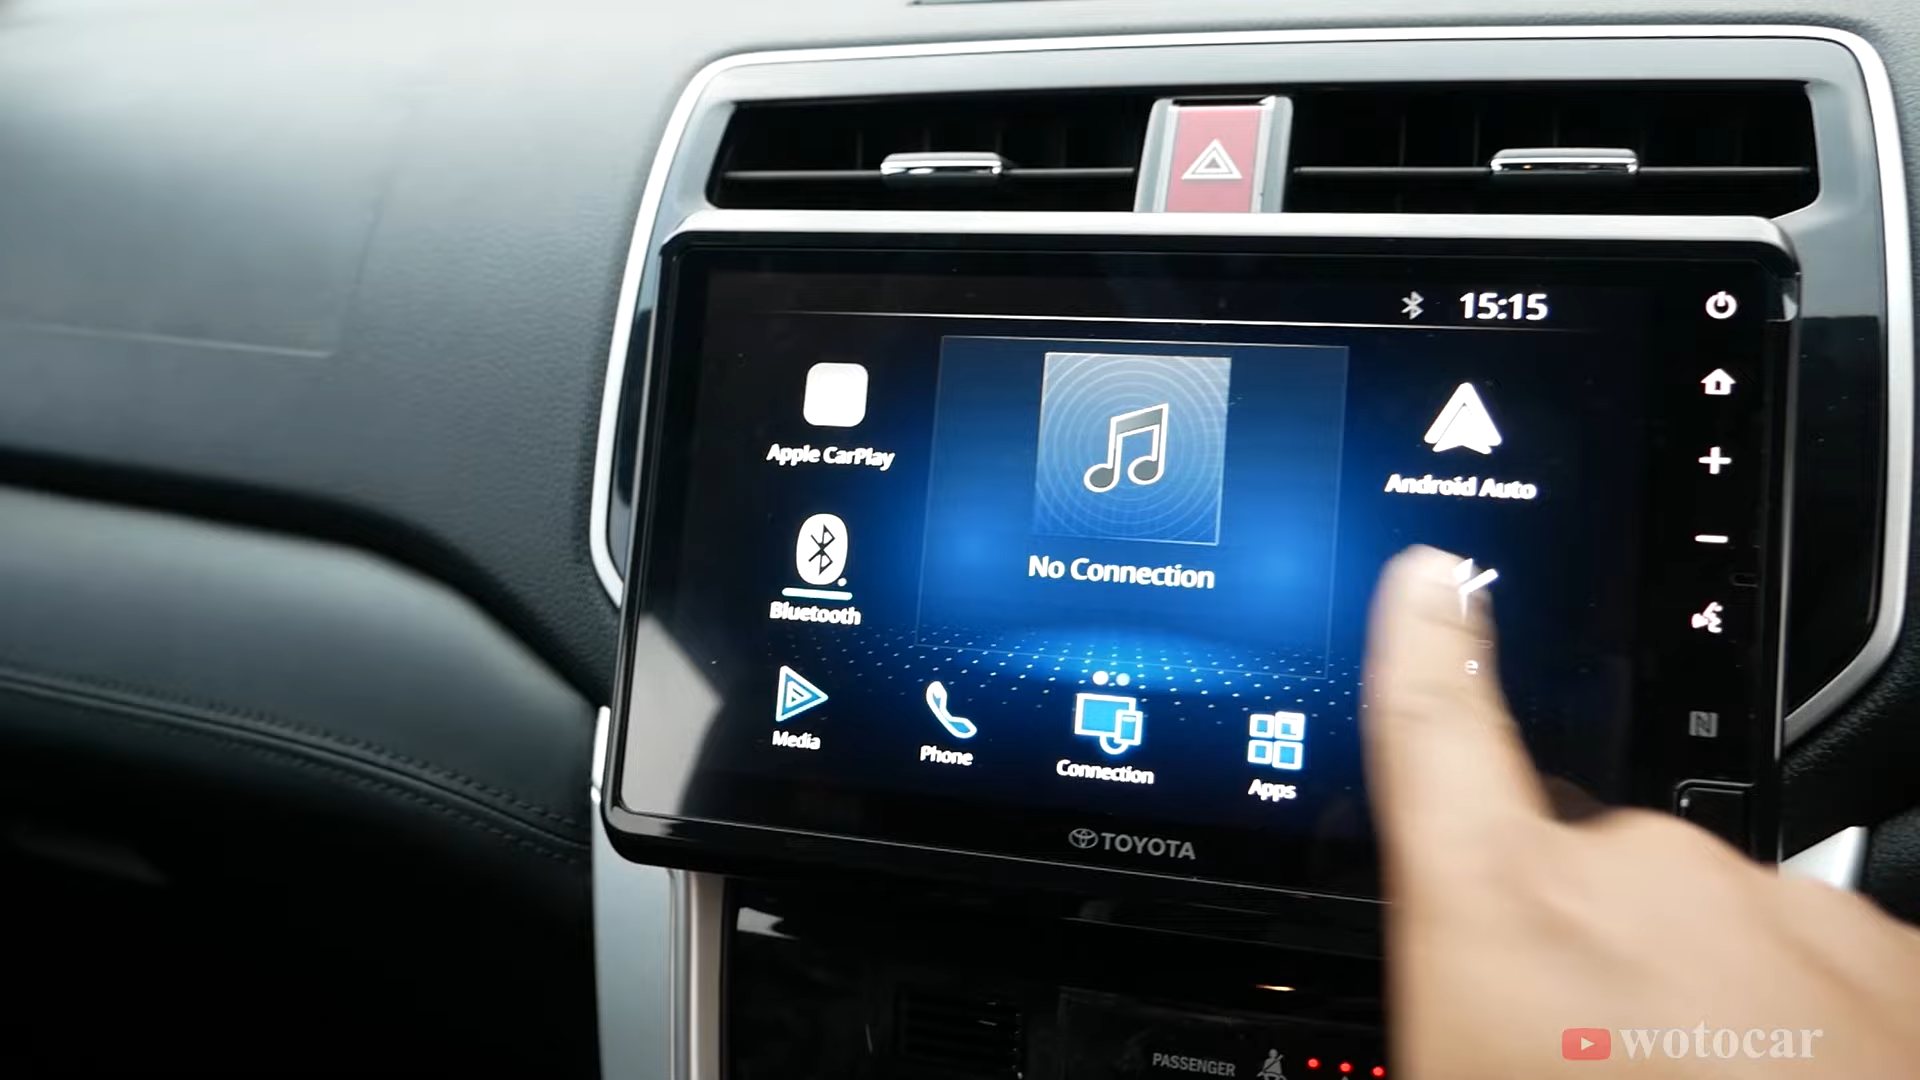 15:15
Apple CarPlay
Android Auto
No Connection
Bluetooth
Media
Phone
Connection
Apps
TOYOTA
PASSENGER
wotocar